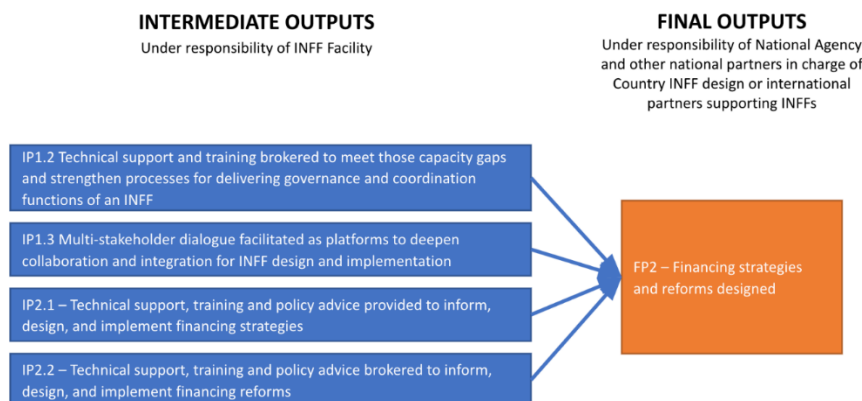 INTERMEDIATE OUTPUTS
Under responsibility of INFF Facility
FINAL OUTPUTS
Under responsibility of National Agency
and other national partners in charge of
Country INFF design or international
partners supporting INFFs
IP1.2 Technical support and training brokered to meet those capacity gaps
and strengthen processes for delivering governance and coordination
functions of an INFF
IP1.3 Multi-stakeholder dialogue facilitated as platforms to deepen
collaboration and integration for INFF design and implementation
IP2.1 – Technical support, training and policy advice provided to inform,
design, and implement financing strategies
IP2.2 – Technical support, training and policy advice brokered to inform,
design, and implement financing reforms
FP2 – Financing strategies
and reforms designed